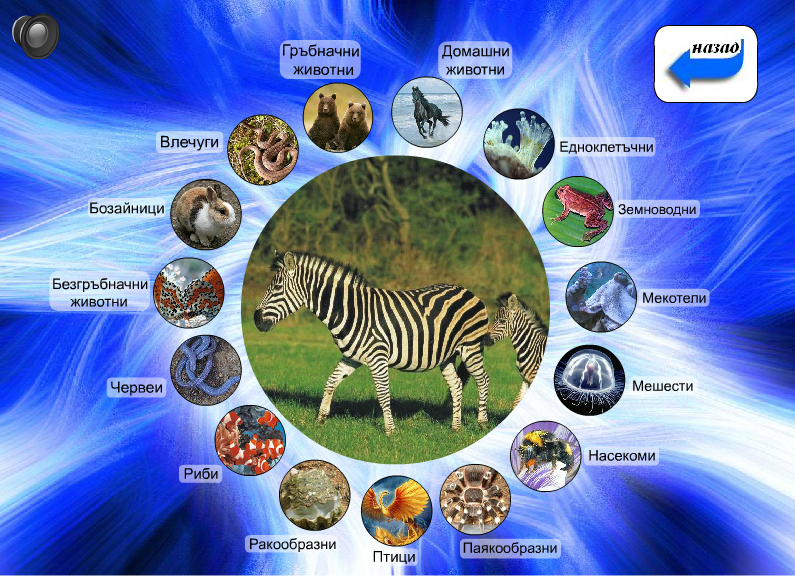 назад
Гръбначни
животни
Домашни
животни
Влечуги
Едноклетъчни
Бозайници
Земноводни
Безгръбначни
животни
Мекотели
Червеи
Мешести
Риби
Насекоми
Ракообразни
Птици
Паякообразни